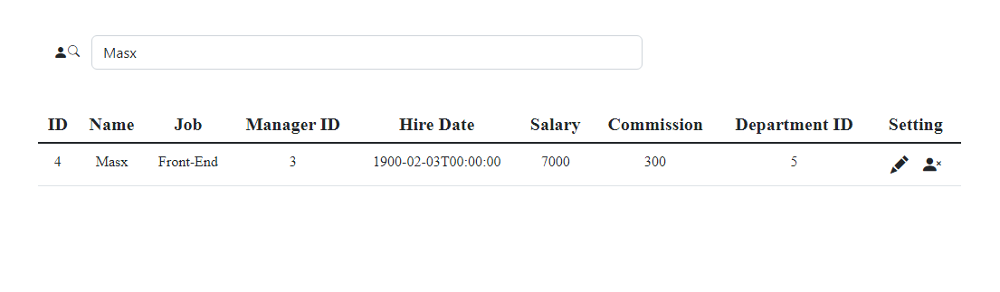 Masx
ID Name Job Manager ID Hire Date Salary Commission Department ID Setting
4 Masx Front-End 3 1900-02-03T00:00:00 7000 300 5